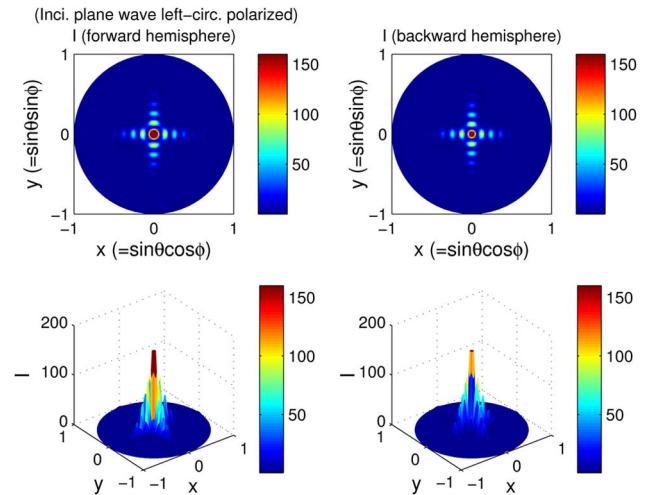 (Inci. plane wave left-circ. polarized)
I (forward hemisphere)
I (backward hemisphere)
1
0
−1
y (=sinθsinϕ)
−1 0 1
x (=sinθcosϕ)
150
100
50
1
0
−1
y (=sinθsinϕ)
−1 0 1
x (=sinθcosϕ)
150
100
50
200
100
0
I
1
0
−1
y
−1
0
1
x
150
100
50
200
100
0
I
1
0
−1
y
−1
0
1
x
150
100
50